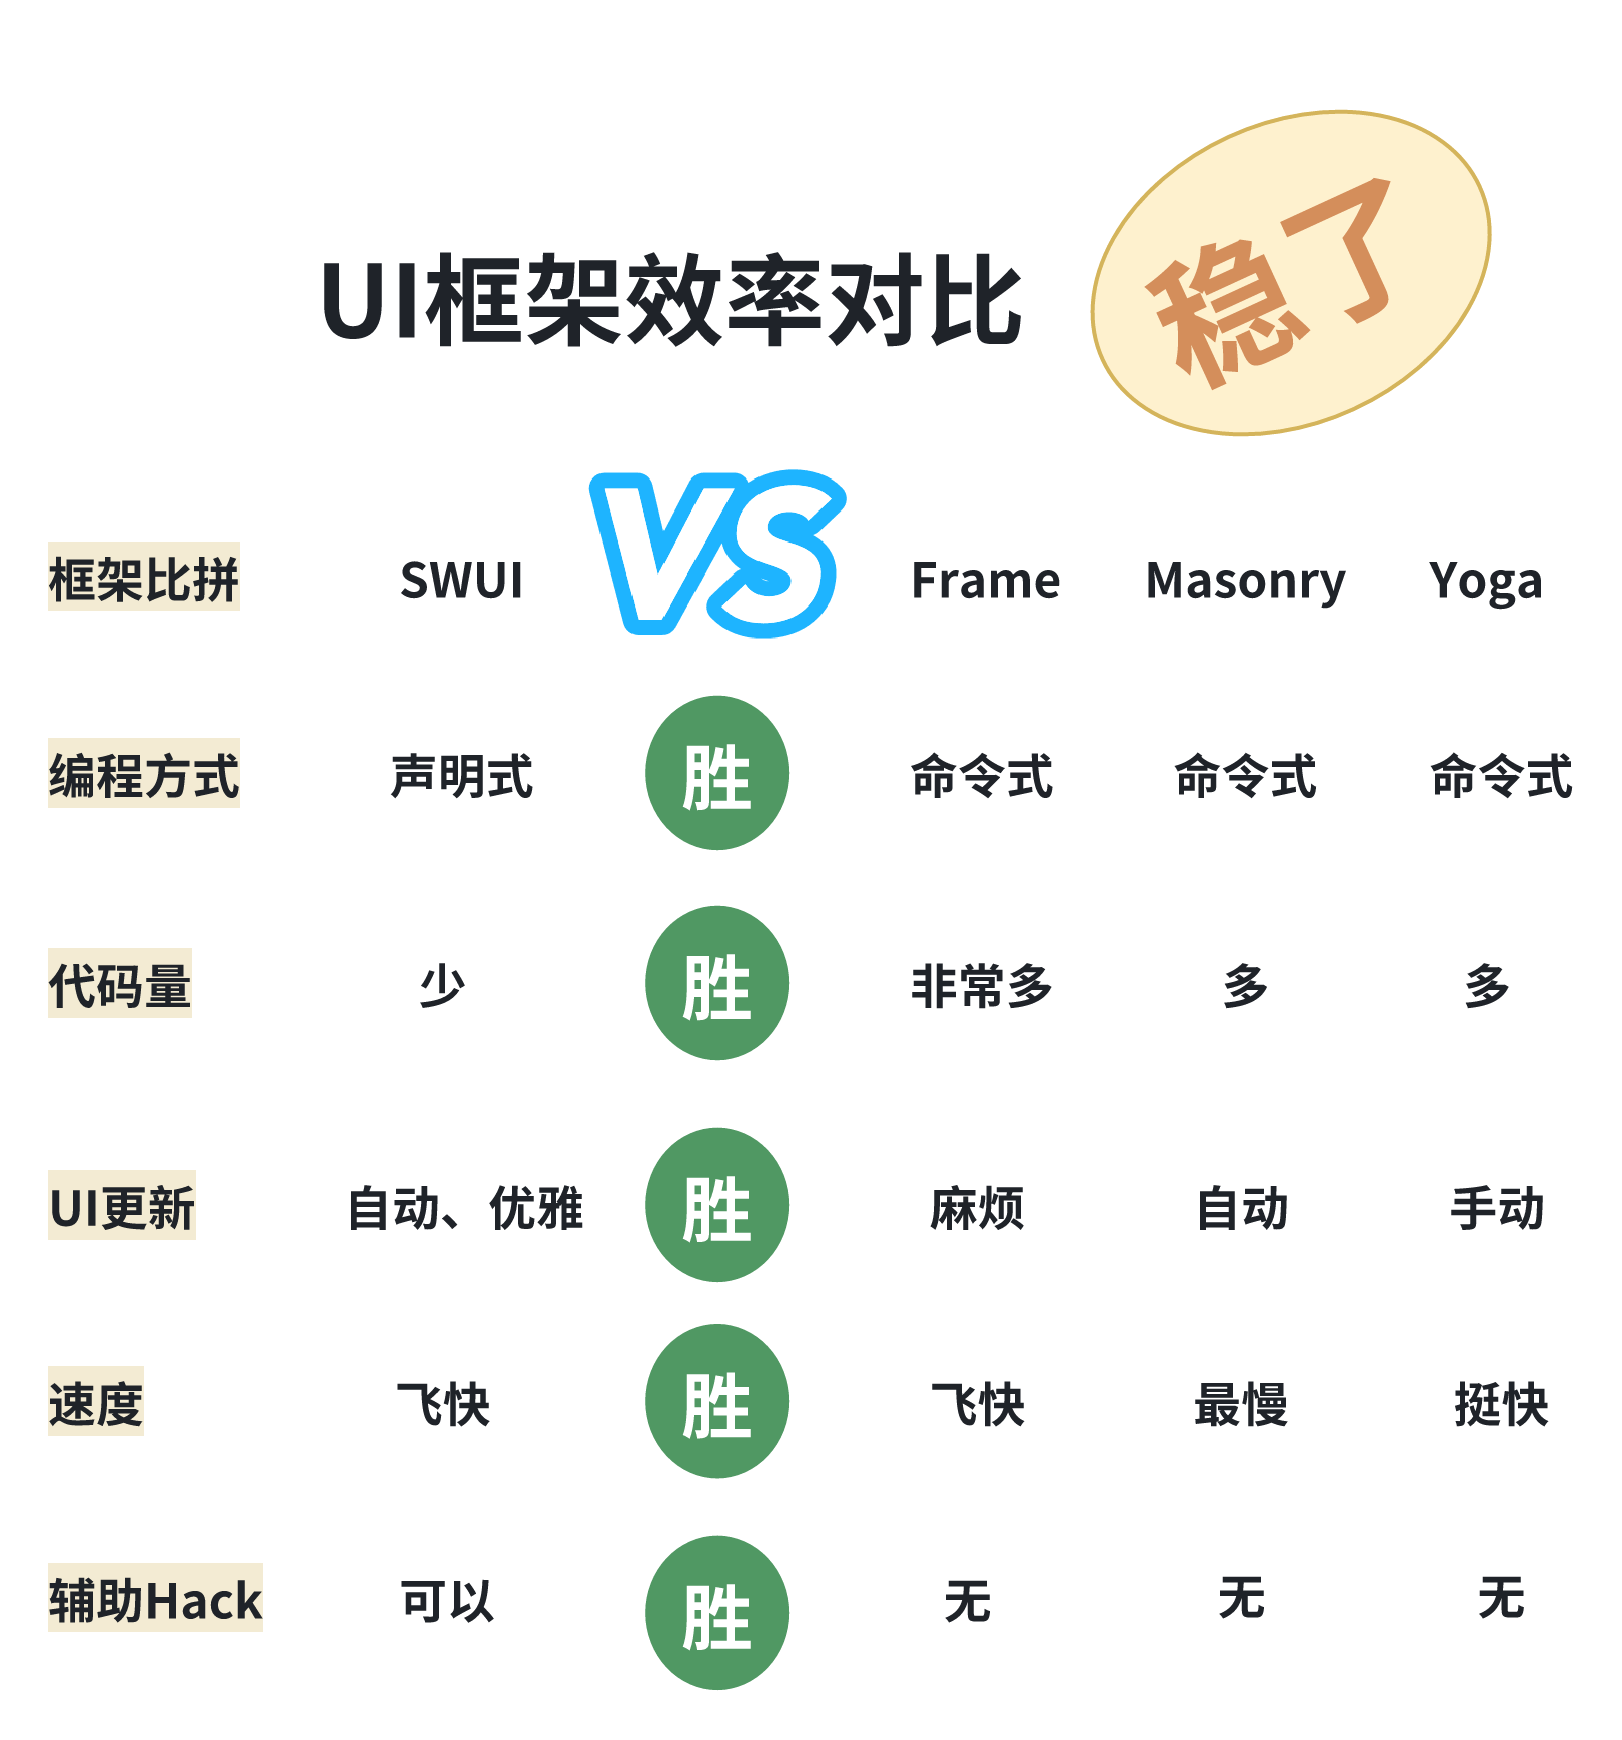 稳了
UI框架效率对比
VS
框架比拼 SWUI Frame Masonry Yoga
编程方式 声明式 胜 命令式 命令式 命令式
代码量 少 胜 非常多 多 多
UI更新 自动、优雅 胜 麻烦 自动 手动
速度 飞快 胜 飞快 最慢 挺快
辅助Hack 可以 胜 无 无 无